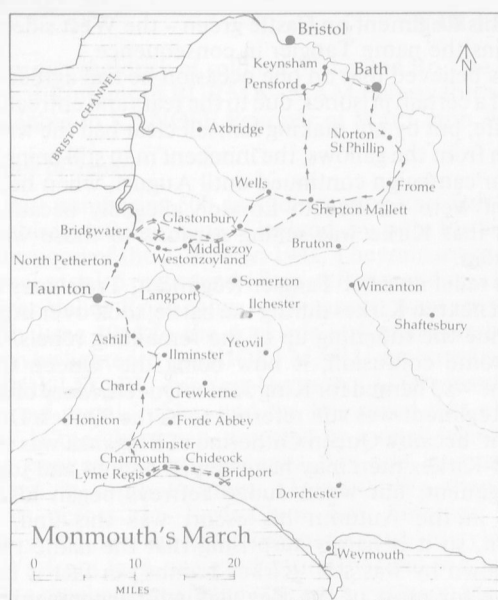 Bristol
Keynsham
Bath
Pensford
BRISTOL CHANNEL
Axbridge
Norton
St Phillip
Wells
Frome
Glastonbury
Shepton Mallett
Bridgwater
Middlezoy
Bruton
Westonzoyland
North Petherton
Somerton
Wincanton
Langport
Taunton
Ilchester
Shaftesbury
Ashill
Yeovil
Ilminster
Chard
Crewkerne
Honiton
Forde Abbey
Axminster
Charmouth
Chideock
Lyme Regis
Bridport
Dorchester
Monmouth's March
Weymouth
0
10
20
MILES